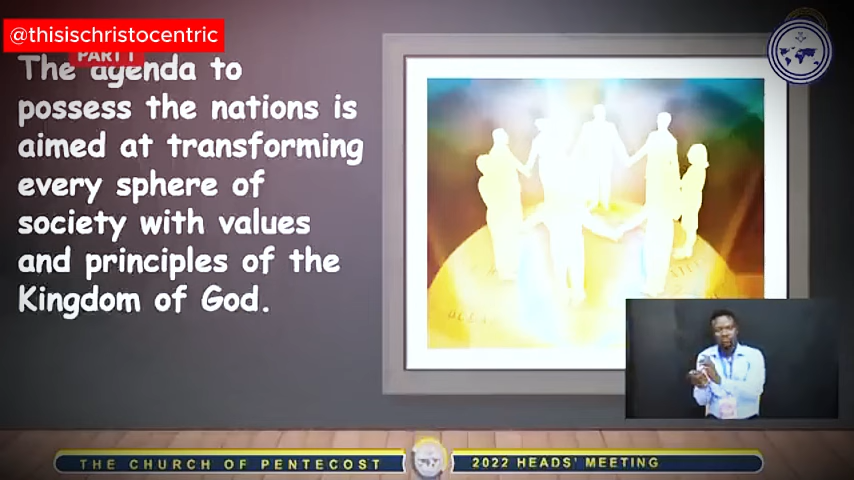 @thisischristocentric
PART 1
The agenda to
possess the nations is
aimed at transforming
every sphere of
society with values
and principles of the
Kingdom of God.
THE CHURCH OF PENTECOST
2022 HEADS' MEETING